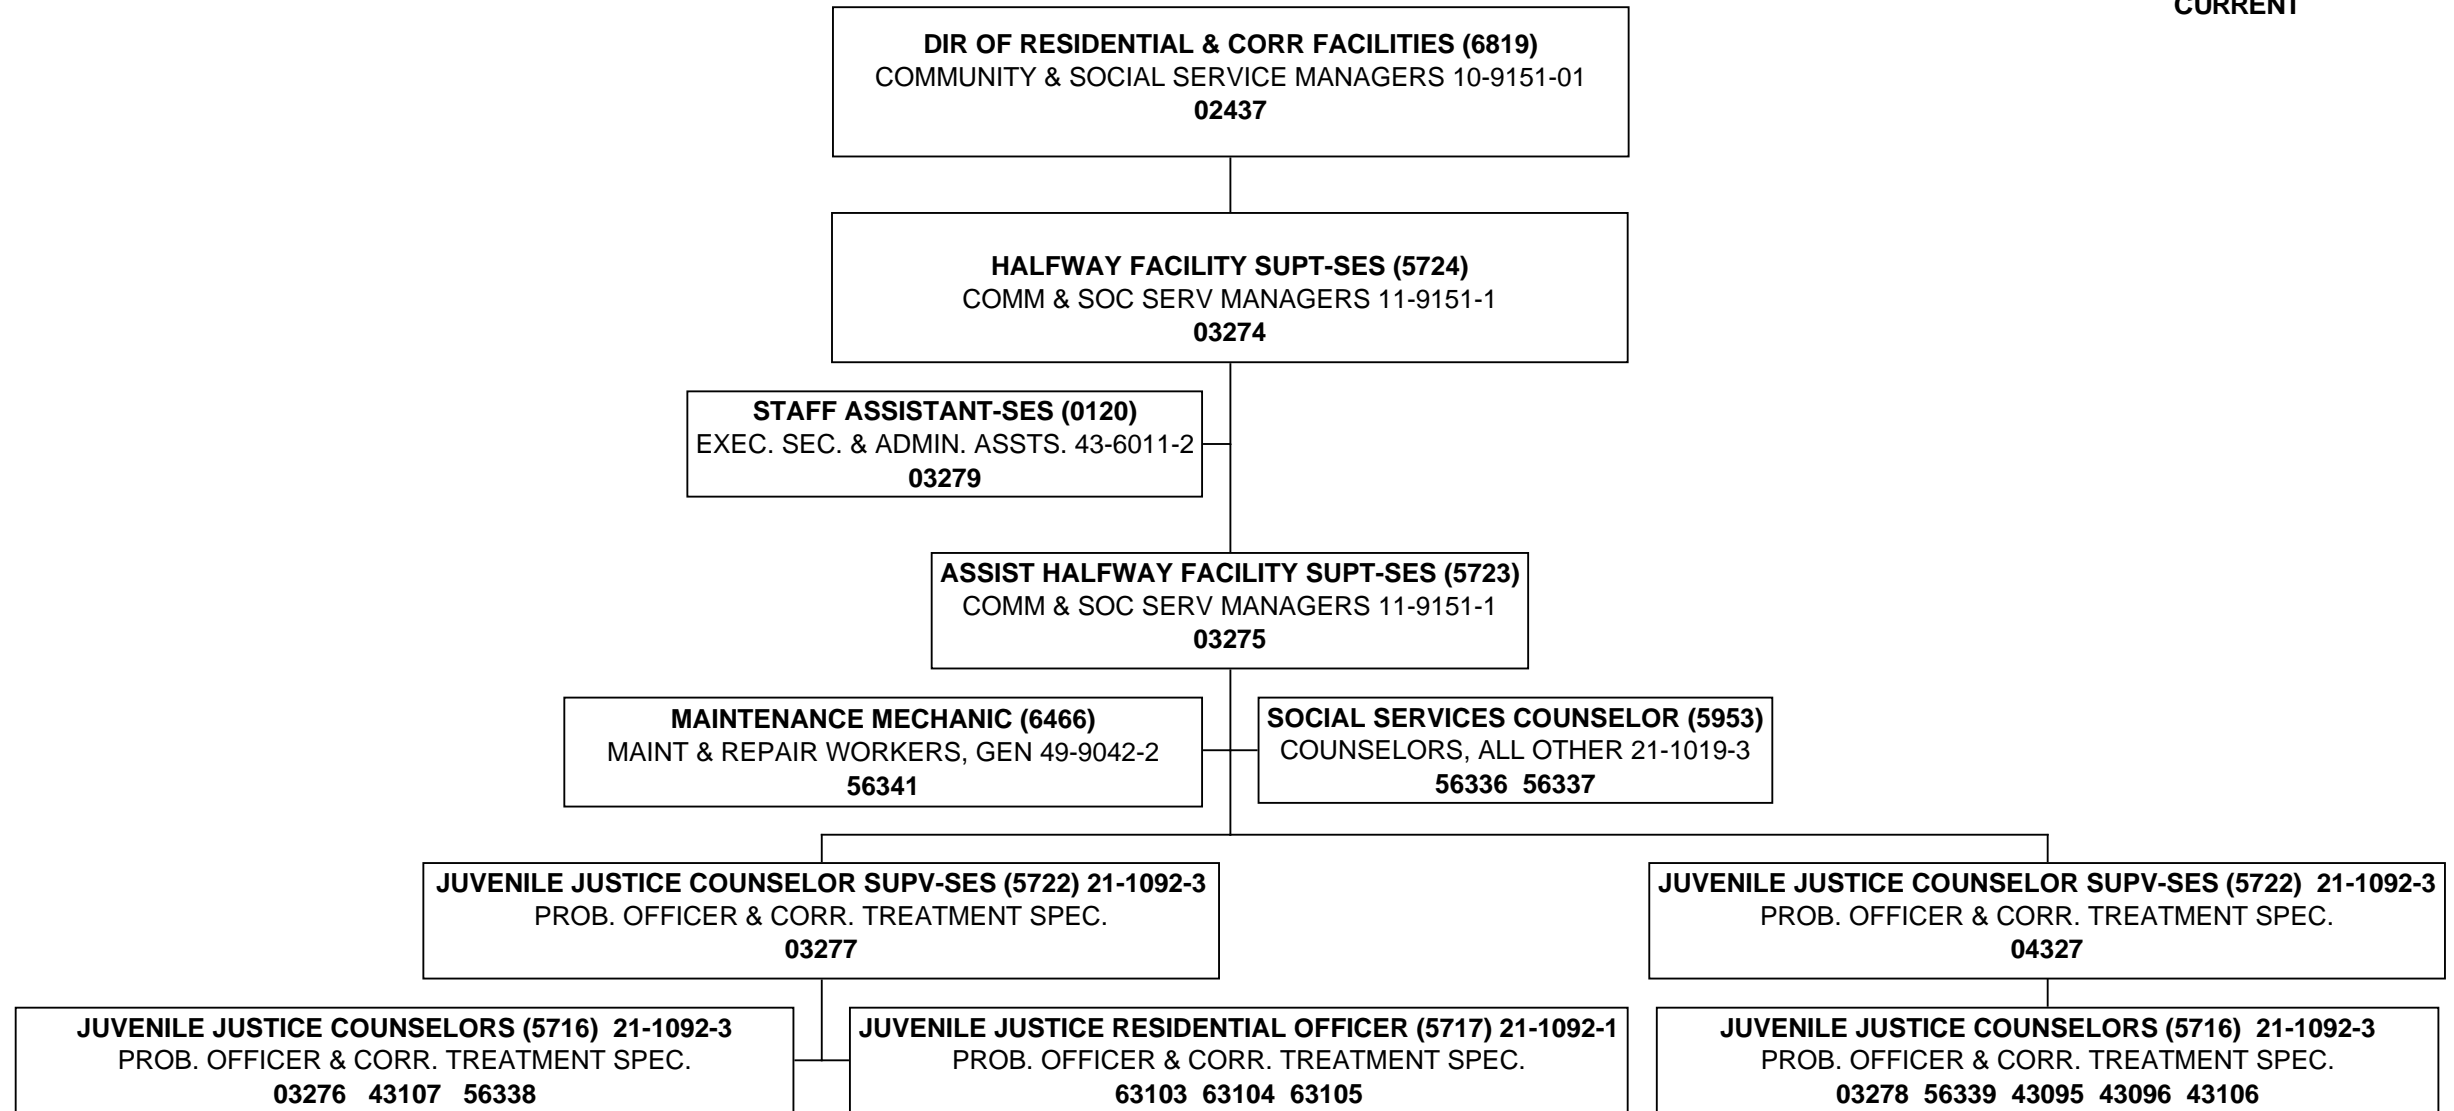 CURRENT
DIR OF RESIDENTIAL & CORR FACILITIES (6819)
COMMUNITY & SOCIAL SERVICE MANAGERS 10-9151-01
02437
HALFWAY FACILITY SUPT-SES (5724)
COMM & SOC SERV MANAGERS 11-9151-1
03274
STAFF ASSISTANT-SES (0120)
EXEC. SEC. & ADMIN. ASSTS. 43-6011-2
03279
ASSIST HALFWAY FACILITY SUPT-SES (5723)
COMM & SOC SERV MANAGERS 11-9151-1
03275
MAINTENANCE MECHANIC (6466)
MAINT & REPAIR WORKERS, GEN 49-9042-2
56341
SOCIAL SERVICES COUNSELOR (5953)
COUNSELORS, ALL OTHER 21-1019-3
56336 56337
JUVENILE JUSTICE COUNSELOR SUPV-SES (5722) 21-1092-3
PROB. OFFICER & CORR. TREATMENT SPEC.
03277
JUVENILE JUSTICE COUNSELOR SUPV-SES (5722) 21-1092-3
PROB. OFFICER & CORR. TREATMENT SPEC.
04327
JUVENILE JUSTICE COUNSELORS (5716) 21-1092-3
PROB. OFFICER & CORR. TREATMENT SPEC.
03276 43107 56338
JUVENILE JUSTICE RESIDENTIAL OFFICER (5717) 21-1092-1
PROB. OFFICER & CORR. TREATMENT SPEC.
63103 63104 63105
JUVENILE JUSTICE COUNSELORS (5716) 21-1092-3
PROB. OFFICER & CORR. TREATMENT SPEC.
03278 56339 43095 43096 43106